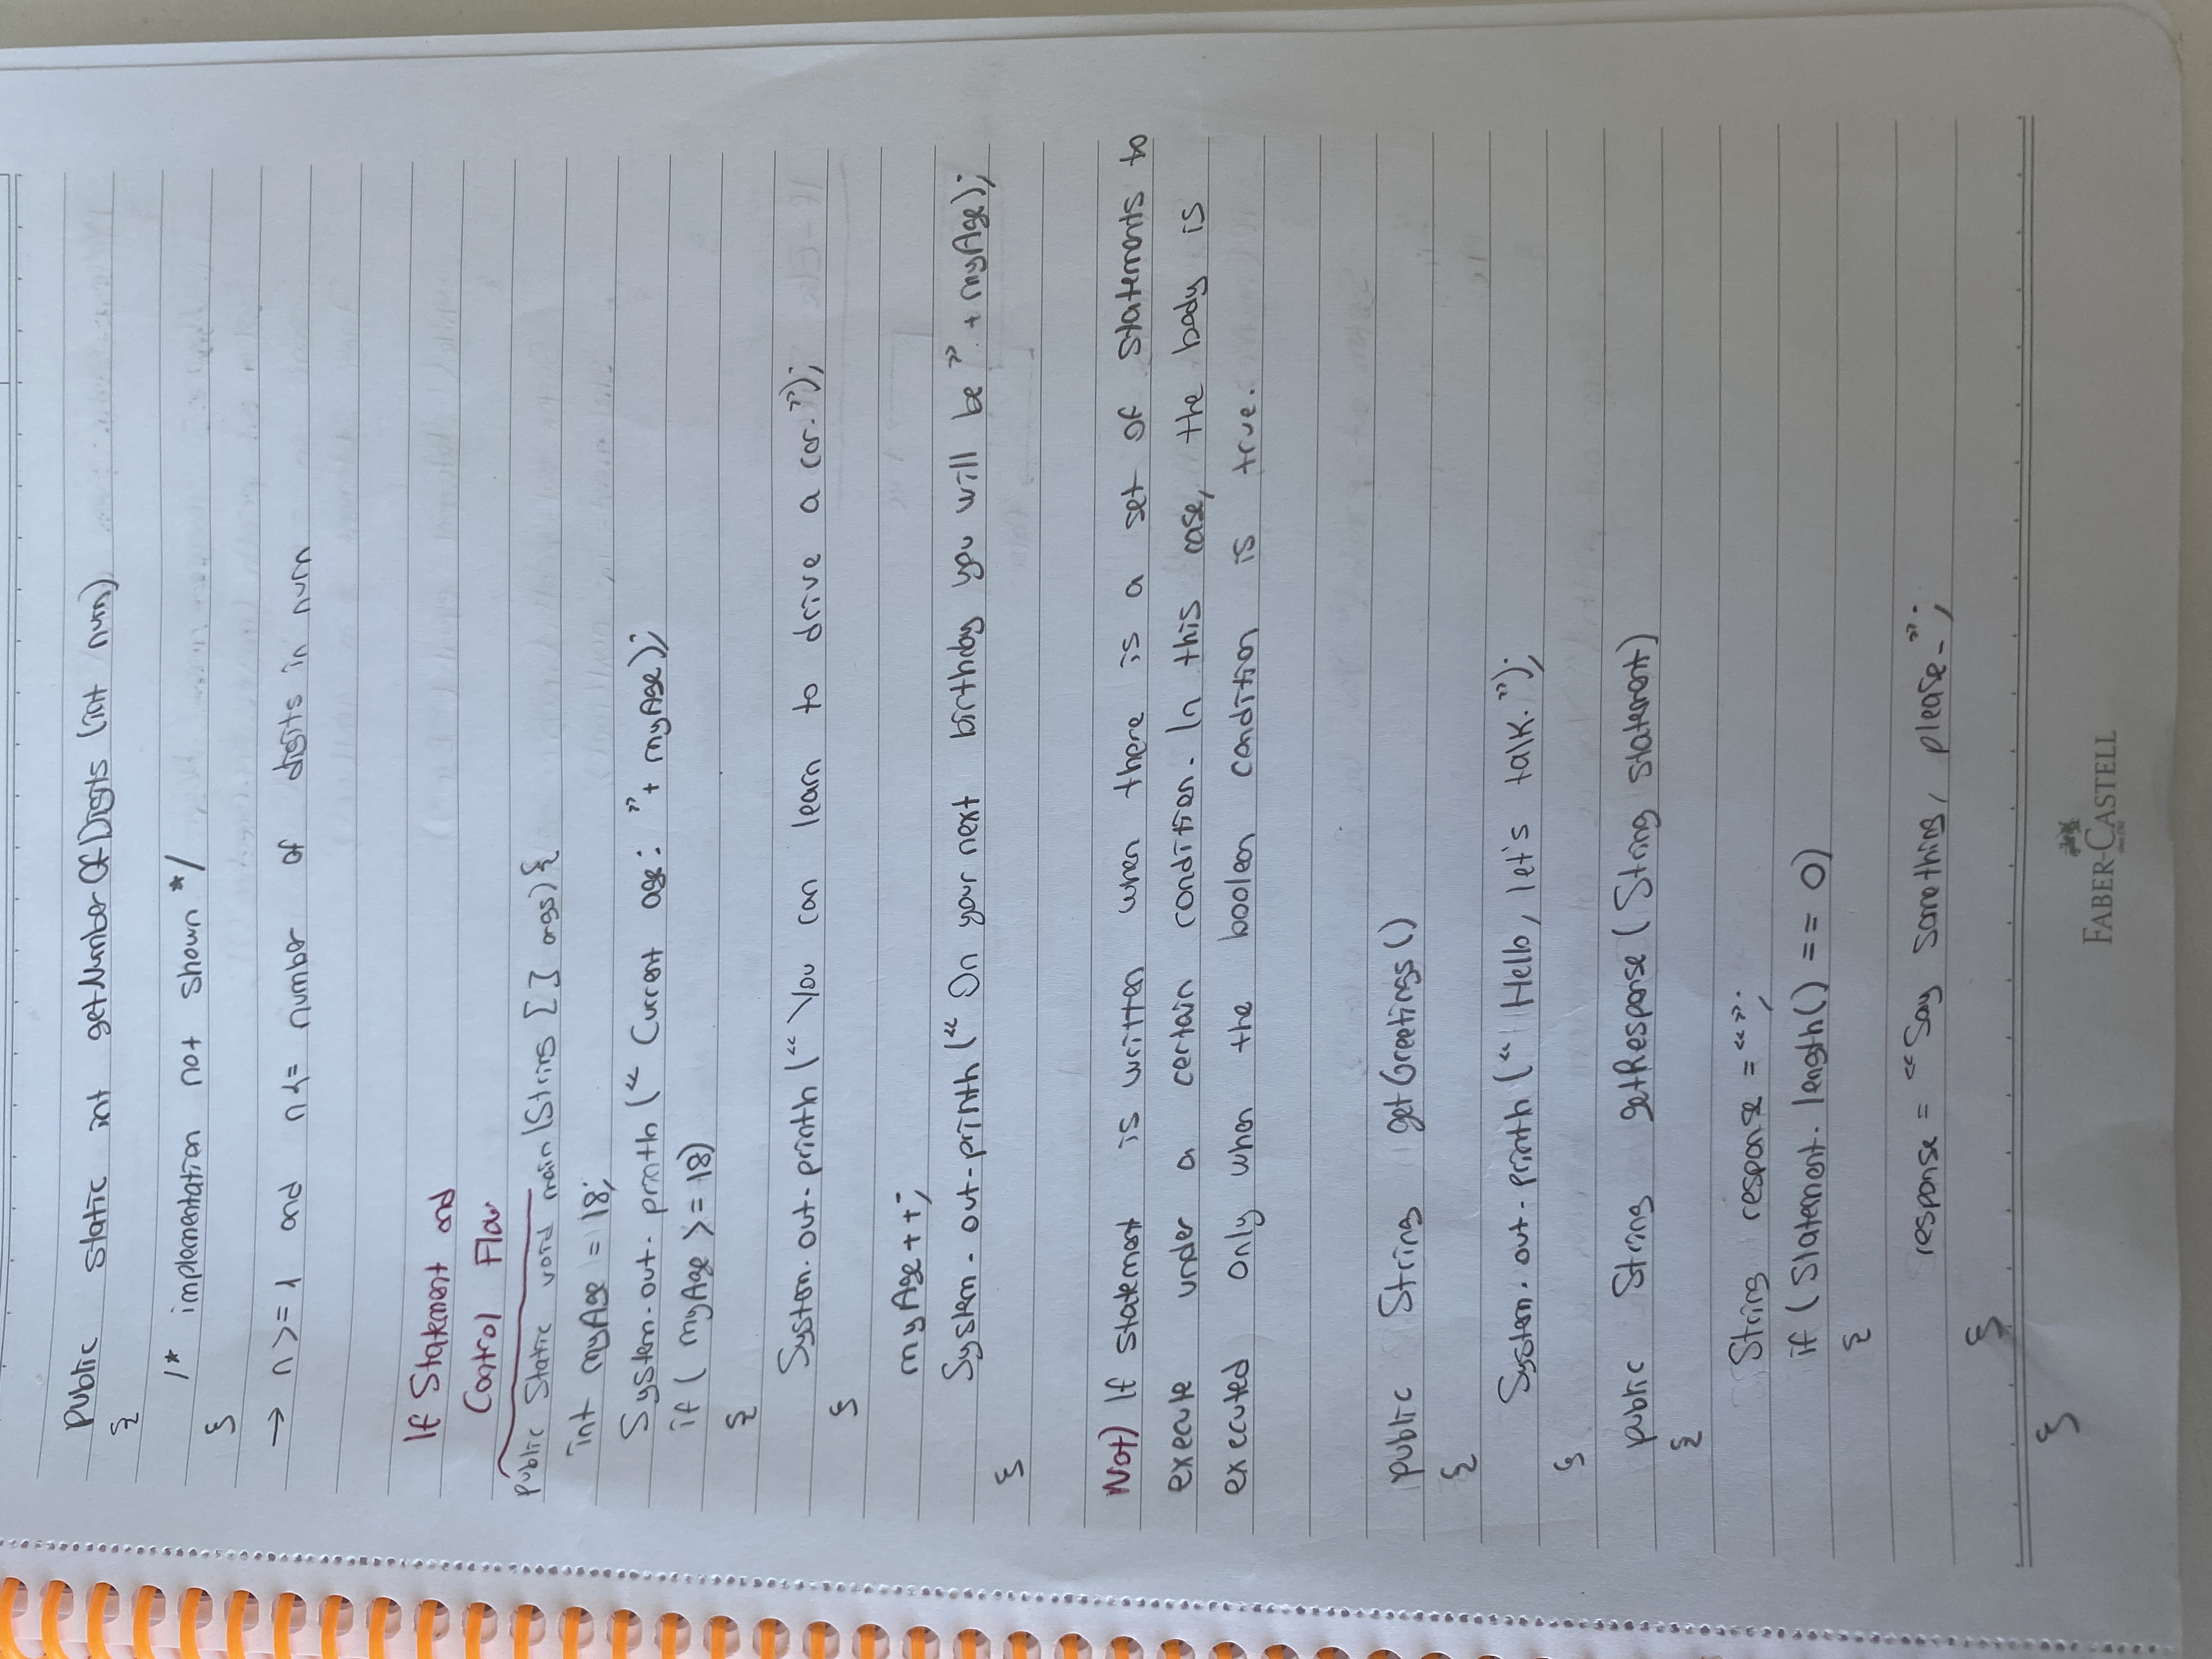 public static int getNumberOfDigits (int num)
{
/* implementation not shown */
}
→ n >= 1 and n <= number of digits in num
If Statement and
Control Flow
public static void main (String [] args) {
int myAge = 18;
System.out.println (“ Current age: ” + myAge);
if ( myAge >= 18)
{
System.out.println (“ You can learn to drive a car.”);
}
myAge ++;
System.out.println (“ On your next birthday you will be ” + myAge);
}
Not) If statement is written when there is a set of statements to
execute under a certain condition. In this case, the body is
executed only when the boolean condition is true.
public String getGreetings ()
{
System.out.println (“ Hello, let's talk.”);
}
public String getResponse ( String statement)
{
String response = “ ”;
if ( Statement. length() == 0)
{
response = “Say something, please.”;
}
}
FABER-CASTELL